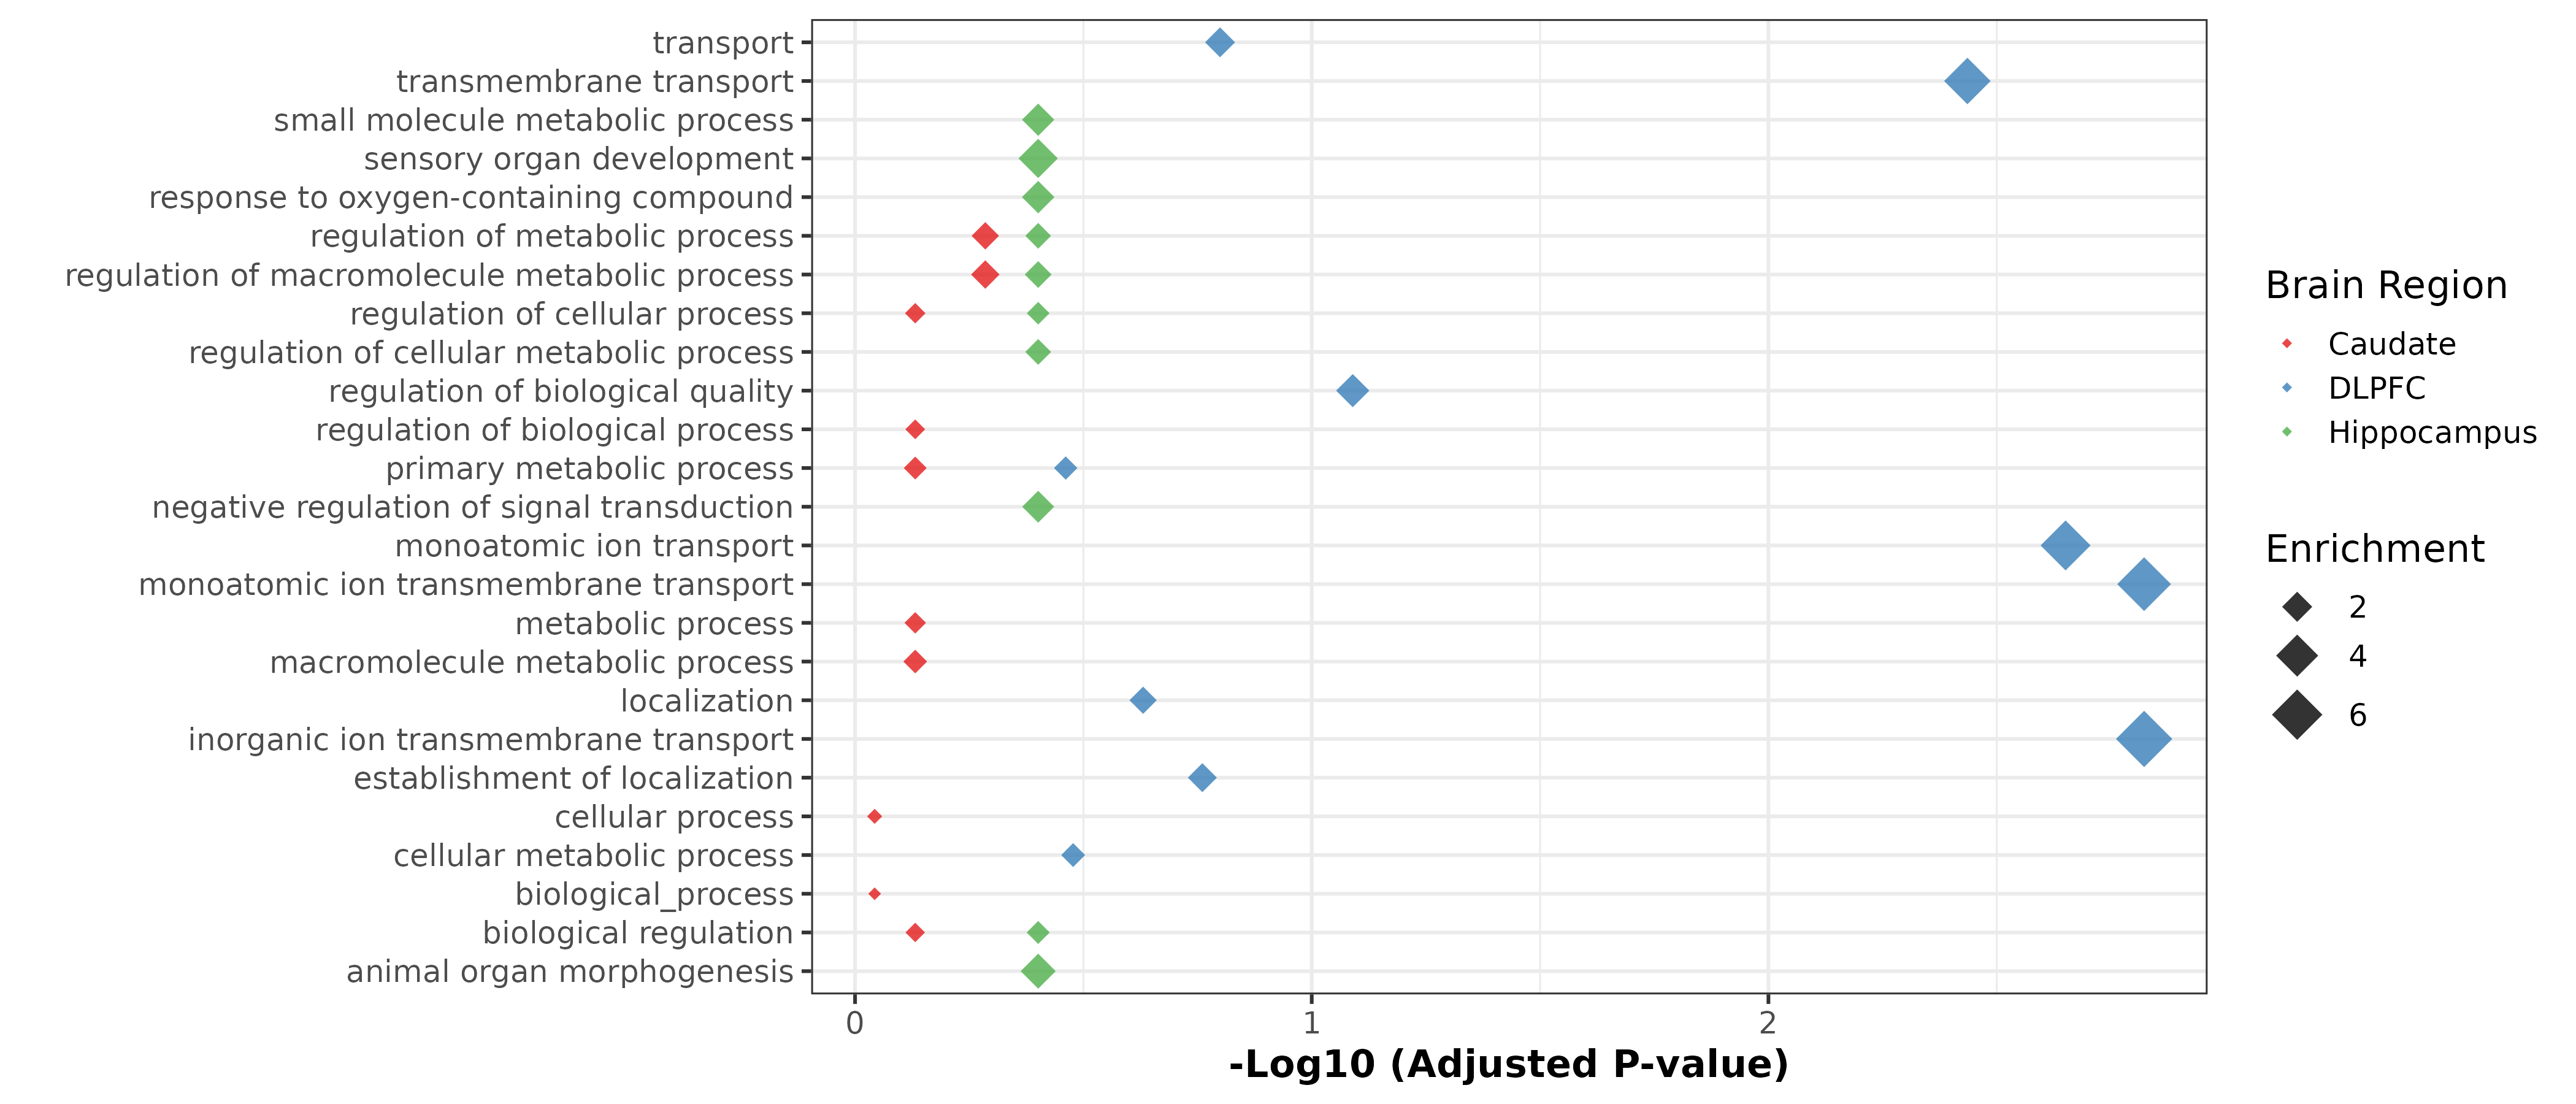 transport
transmembrane transport
small molecule metabolic process
sensory organ development
response to oxygen-containing compound
regulation of metabolic process
regulation of macromolecule metabolic process
regulation of cellular process
regulation of cellular metabolic process
regulation of biological quality
regulation of biological process
primary metabolic process
negative regulation of signal transduction
monoatomic ion transport
monoatomic ion transmembrane transport
metabolic process
macromolecule metabolic process
localization
inorganic ion transmembrane transport
establishment of localization
cellular process
cellular metabolic process
biological_process
biological regulation
animal organ morphogenesis
0 1 2
-Log10 (Adjusted P-value)
Brain Region
Caudate
DLPFC
Hippocampus
Enrichment
2
4
6